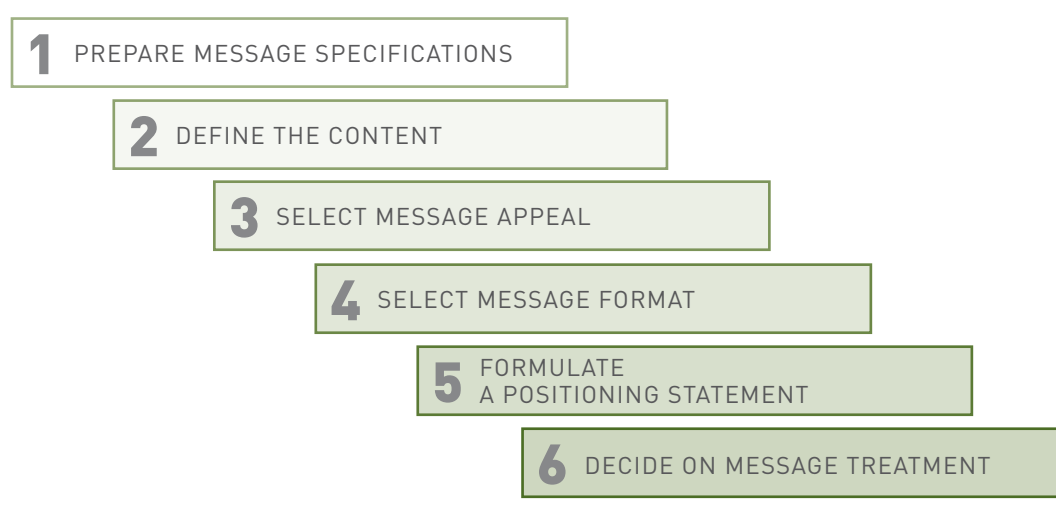 1 PREPARE MESSAGE SPECIFICATIONS
2 DEFINE THE CONTENT
3 SELECT MESSAGE APPEAL
4 SELECT MESSAGE FORMAT
5 FORMULATE
A POSITIONING STATEMENT
6 DECIDE ON MESSAGE TREATMENT